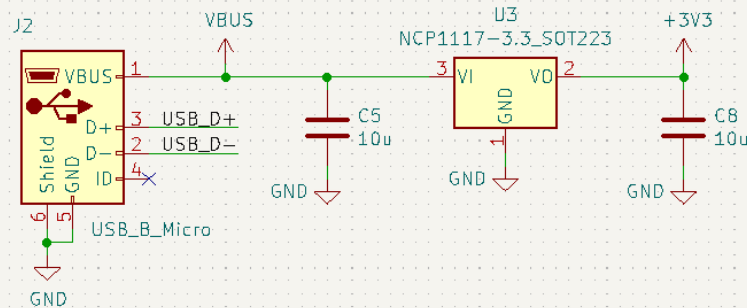 J2
VBUS
U3
NCP1117-3.3_SOT223
+3V3
VBUS 1
3 VI
VO 2
D+ 3 USB_D+
D- 2 USB_D-
ID 4
Shield
GND
6
5
USB_B_Micro
GND
C5
10u
GND
GND
1
GND
C8
10u
GND